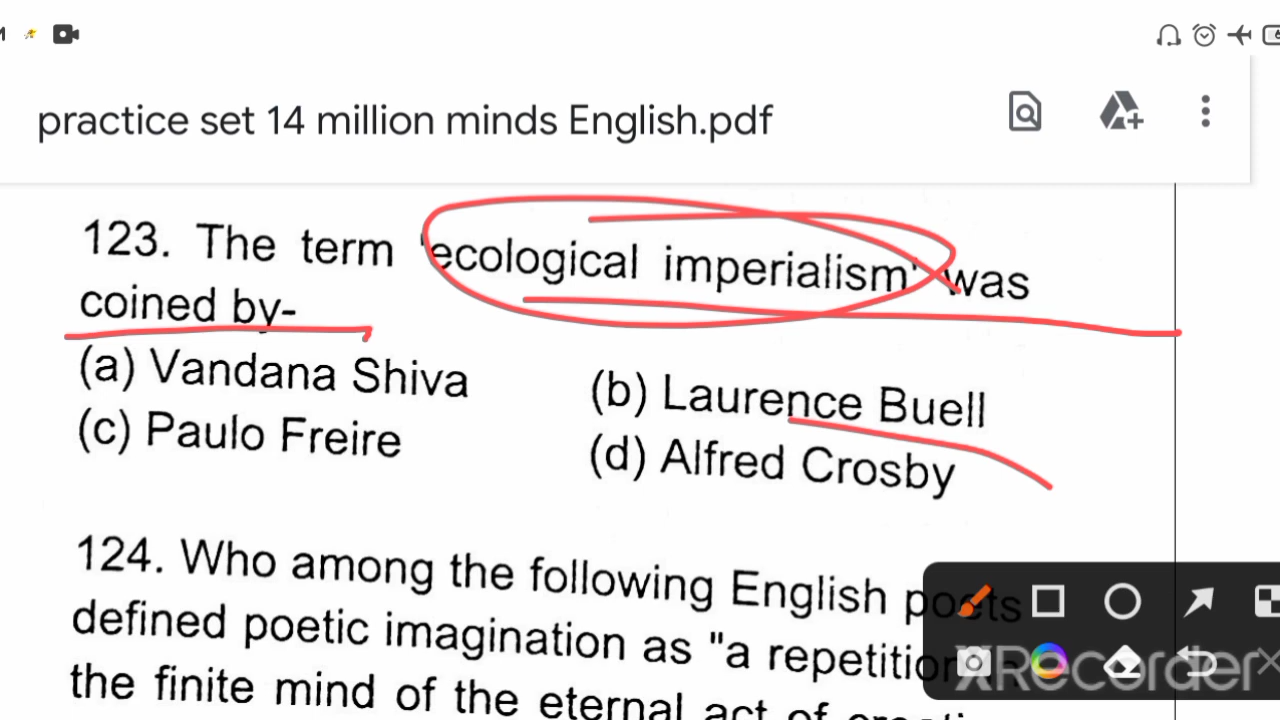 practice set 14 million minds English.pdf
123. The term 'ecological imperialism' was
coined by-
(a) Vandana Shiva (b) Laurence Buell
(c) Paulo Freire (d) Alfred Crosby
124. Who among the following English poets
defined poetic imagination as "a repetition
the finite mind of the eternal act of
XRecorder